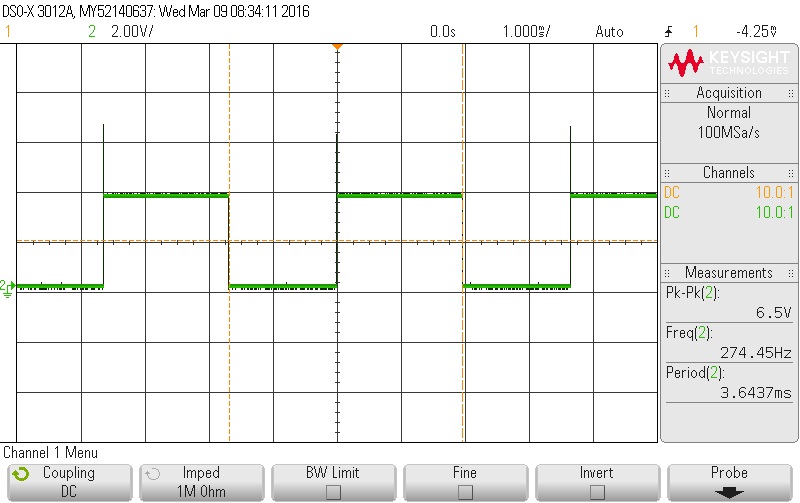 DSO-X 3012A, MY52140637: Wed Mar 09 08:34:11 2016
1 2 2.00V/ 0.0s 1.000ms/ Auto 1 -4.25V
KEYSIGHT
TECHNOLOGIES
Acquisition
Normal
100MSa/s
Channels
DC 10.0:1
DC 10.0:1
Measurements
Pk-Pk(2):
6.5V
Freq(2):
274.45Hz
Period(2):
3.6437ms
2
Channel 1 Menu
Coupling
DC
Imped
1M Ohm
BW Limit
Fine
Invert
Probe